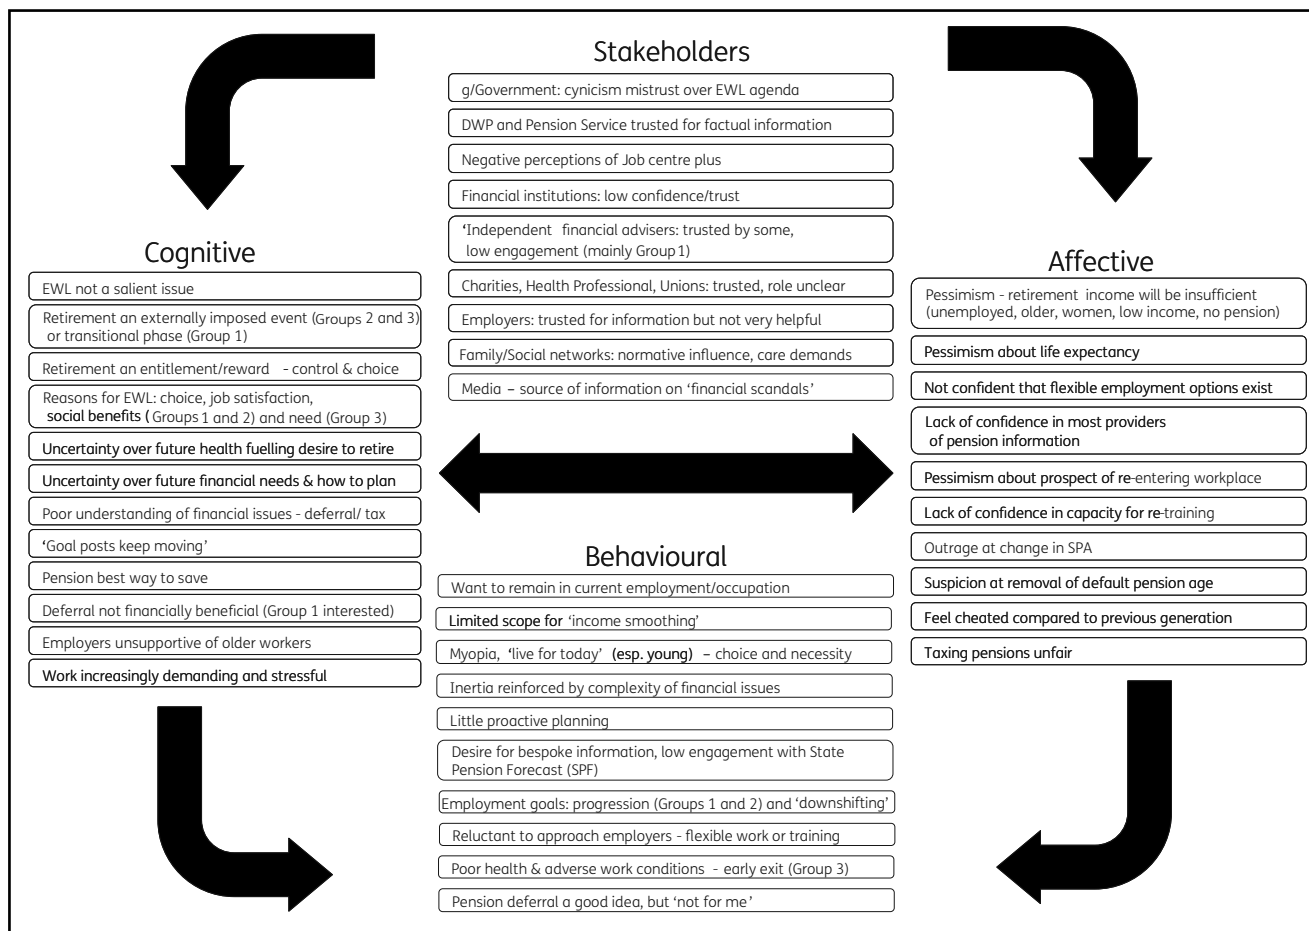 Stakeholders
g/Government: cynicism mistrust over EWL agenda
DWP and Pension Service trusted for factual information
Negative perceptions of Job centre plus
Financial institutions: low confidence/trust
‘Independent financial advisers: trusted by some,
low engagement (mainly Group 1)
Charities, Health Professional, Unions: trusted, role unclear
Employers: trusted for information but not very helpful
Family/Social networks: normative influence, care demands
Media – source of information on ‘financial scandals’
Cognitive
EWL not a salient issue
Retirement an externally imposed event (Groups 2 and 3)
or transitional phase (Group 1)
Retirement an entitlement/reward - control & choice
Reasons for EWL: choice, job satisfaction,
social benefits (Groups 1 and 2) and need (Group 3)
Uncertainty over future health fuelling desire to retire
Uncertainty over future financial needs & how to plan
Poor understanding of financial issues - deferral/ tax
‘Goal posts keep moving’
Pension best way to save
Deferral not financially beneficial (Group 1 interested)
Employers unsupportive of older workers
Work increasingly demanding and stressful
Affective
Pessimism - retirement income will be insufficient
(unemployed, older, women, low income, no pension)
Pessimism about life expectancy
Not confident that flexible employment options exist
Lack of confidence in most providers
of pension information
Pessimism about prospect of re-entering workplace
Lack of confidence in capacity for re-training
Outrage at change in SPA
Suspicion at removal of default pension age
Feel cheated compared to previous generation
Taxing pensions unfair
Behavioural
Want to remain in current employment/occupation
Limited scope for ‘income smoothing’
Myopia, ‘live for today’ (esp. young) – choice and necessity
Inertia reinforced by complexity of financial issues
Little proactive planning
Desire for bespoke information, low engagement with State
Pension Forecast (SPF)
Employment goals: progression (Groups 1 and 2) and ‘downshifting’
Reluctant to approach employers - flexible work or training
Poor health & adverse work conditions - early exit (Group 3)
Pension deferral a good idea, but ‘not for me’